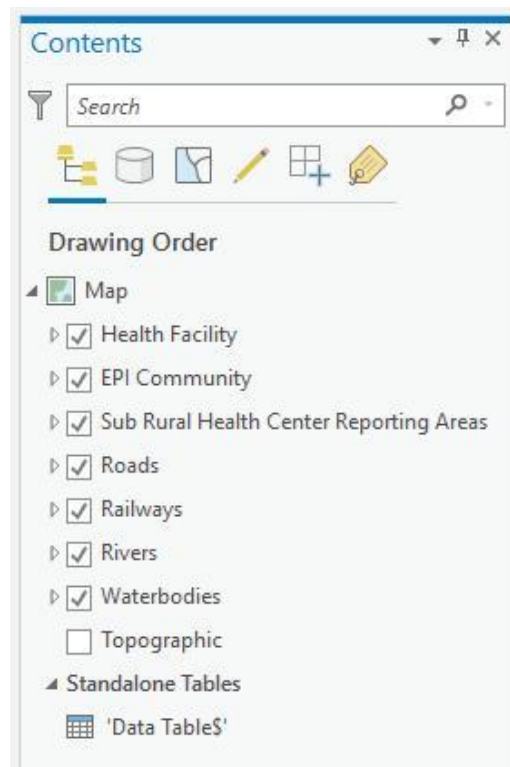 Contents
Search
Drawing Order
Map
Health Facility
EPI Community
Sub Rural Health Center Reporting Areas
Roads
Railways
Rivers
Waterbodies
Topographic
Standalone Tables
'Data Table$'